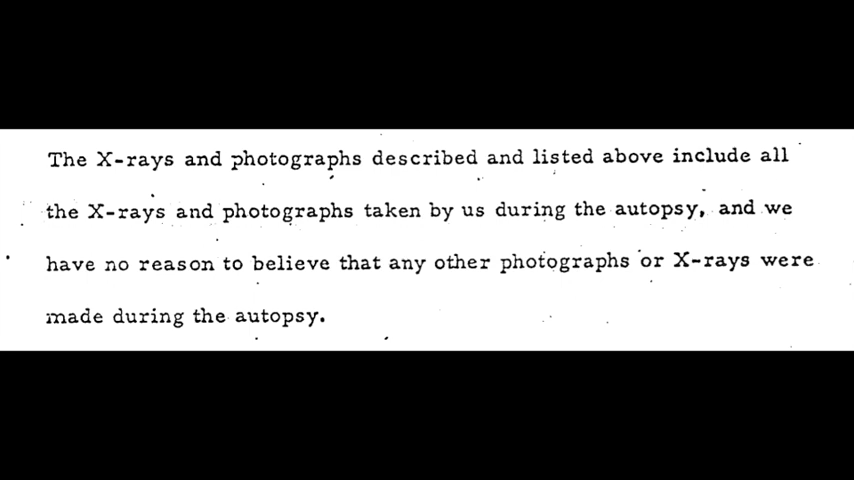 The X-rays and photographs described and listed above include all
the X-rays and photographs taken by us during the autopsy, and we
have no reason to believe that any other photographs or X-rays were
made during the autopsy.